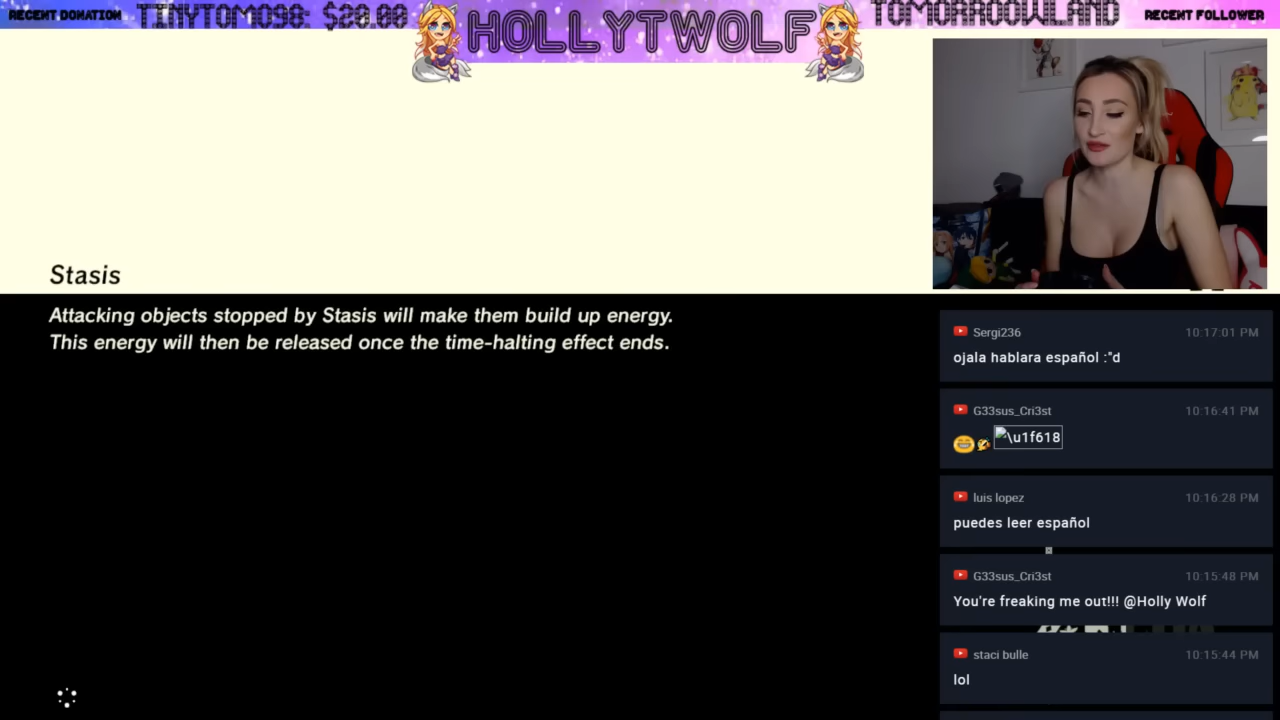 RECENT DONATION
TINYTOM098: $20.00
HOLLYTWOLF
TOMORROOWLAND
RECENT FOLLOWER
Stasis
Attacking objects stopped by Stasis will make them build up energy.
This energy will then be released once the time-halting effect ends.
Sergi236 10:17:01 PM
ojala hablara español :"d
G33sus_Cri3st 10:16:41 PM
😂🎉 \u1f618
luis lopez 10:16:28 PM
puedes leer español
G33sus_Cri3st 10:15:48 PM
You're freaking me out!!! @Holly Wolf
staci bulle 10:15:44 PM
lol